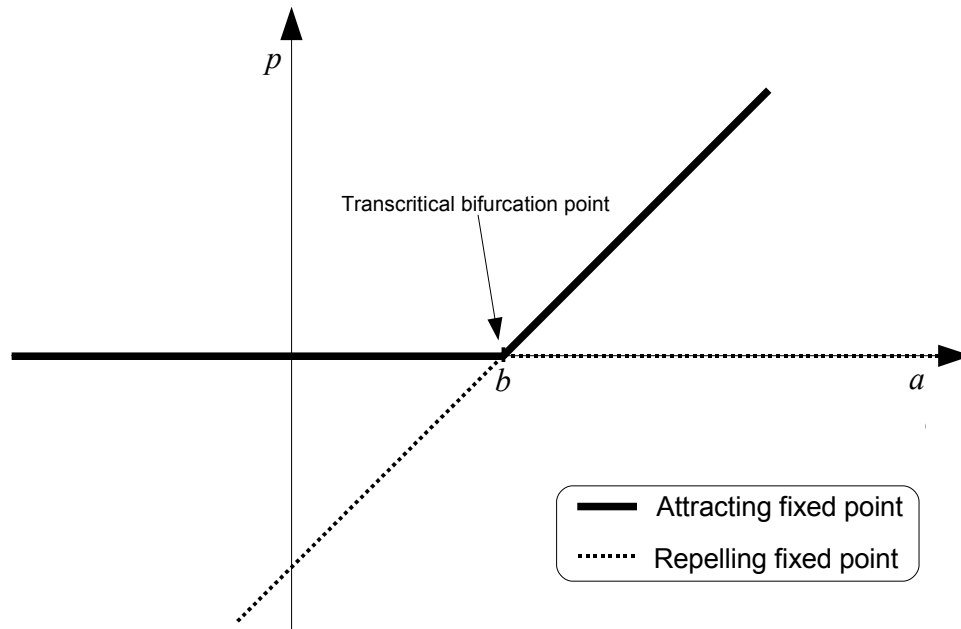 p
Transcritical bifurcation point
b
a
Attracting fixed point
Repelling fixed point